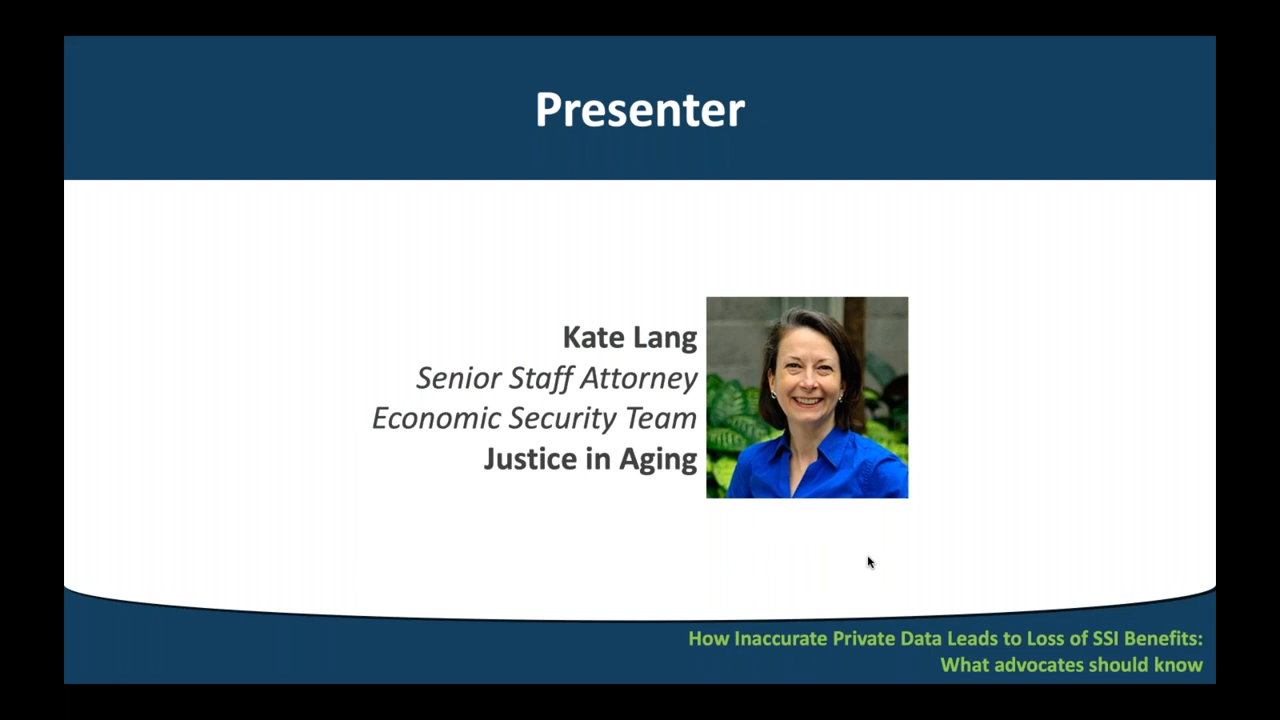 Presenter
Kate Lang
Senior Staff Attorney
Economic Security Team
Justice in Aging
How Inaccurate Private Data Leads to Loss of SSI Benefits:
What advocates should know